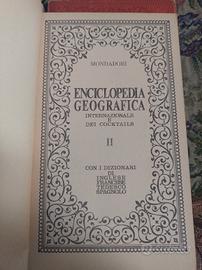 MONDADORI
ENCICLOPEDIA
GEOGRAFICA
INTERNAZIONALE
E DEI COCKTAILS
II
CON I DIZIONARI
DI
INGLESE
FRANCESE
TEDESCO
SPAGNOLO